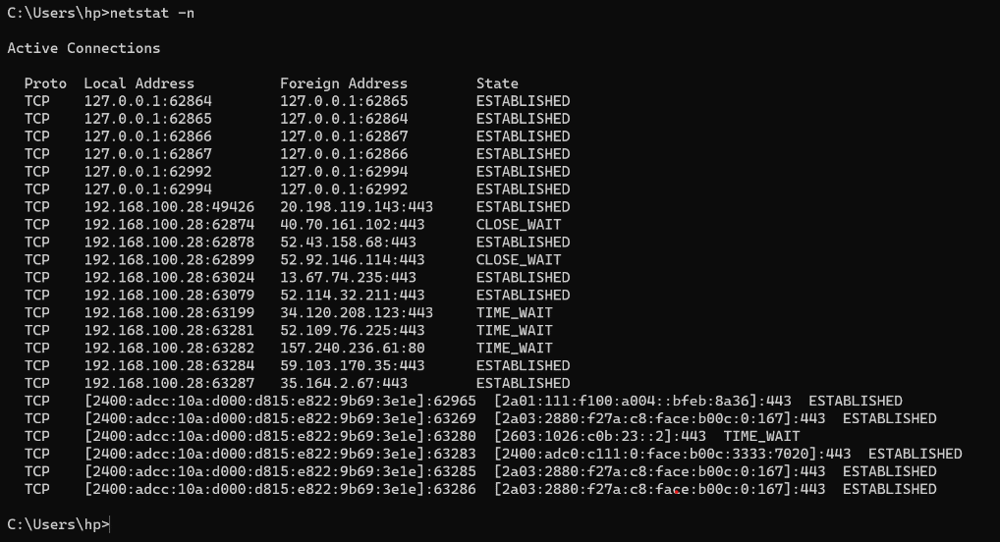 C:\Users\hp>netstat -n
Active Connections
Proto  Local Address          Foreign Address        State
TCP    127.0.0.1:62864        127.0.0.1:62865        ESTABLISHED
TCP    127.0.0.1:62865        127.0.0.1:62864        ESTABLISHED
TCP    127.0.0.1:62866        127.0.0.1:62867        ESTABLISHED
TCP    127.0.0.1:62867        127.0.0.1:62866        ESTABLISHED
TCP    127.0.0.1:62992        127.0.0.1:62994        ESTABLISHED
TCP    127.0.0.1:62994        127.0.0.1:62992        ESTABLISHED
TCP    192.168.100.28:49426   20.198.119.143:443     ESTABLISHED
TCP    192.168.100.28:62874   40.70.161.102:443      CLOSE_WAIT
TCP    192.168.100.28:62878   52.43.158.68:443       ESTABLISHED
TCP    192.168.100.28:62899   52.92.146.114:443      CLOSE_WAIT
TCP    192.168.100.28:63024   13.67.74.235:443       ESTABLISHED
TCP    192.168.100.28:63079   52.114.32.211:443      ESTABLISHED
TCP    192.168.100.28:63199   34.120.208.123:443     TIME_WAIT
TCP    192.168.100.28:63281   52.109.76.225:443      TIME_WAIT
TCP    192.168.100.28:63282   157.240.236.61:80      TIME_WAIT
TCP    192.168.100.28:63284   59.103.170.35:443      ESTABLISHED
TCP    192.168.100.28:63287   35.164.2.67:443        ESTABLISHED
TCP    [2400:adcc:10a:d000:d815:e822:9b69:3e1e]:62965  [2a01:111:f100:a004::bfeb:8a36]:443  ESTABLISHED
TCP    [2400:adcc:10a:d000:d815:e822:9b69:3e1e]:63269  [2a03:2880:f27a:c8:face:b00c:0:167]:443  ESTABLISHED
TCP    [2400:adcc:10a:d000:d815:e822:9b69:3e1e]:63280  [2603:1026:c0b:23::2]:443  TIME_WAIT
TCP    [2400:adcc:10a:d000:d815:e822:9b69:3e1e]:63283  [2400:adc0:c111:0:face:b00c:3333:7020]:443  ESTABLISHED
TCP    [2400:adcc:10a:d000:d815:e822:9b69:3e1e]:63285  [2a03:2880:f27a:c8:face:b00c:0:167]:443  ESTABLISHED
TCP    [2400:adcc:10a:d000:d815:e822:9b69:3e1e]:63286  [2a03:2880:f27a:c8:face:b00c:0:167]:443  ESTABLISHED
C:\Users\hp>